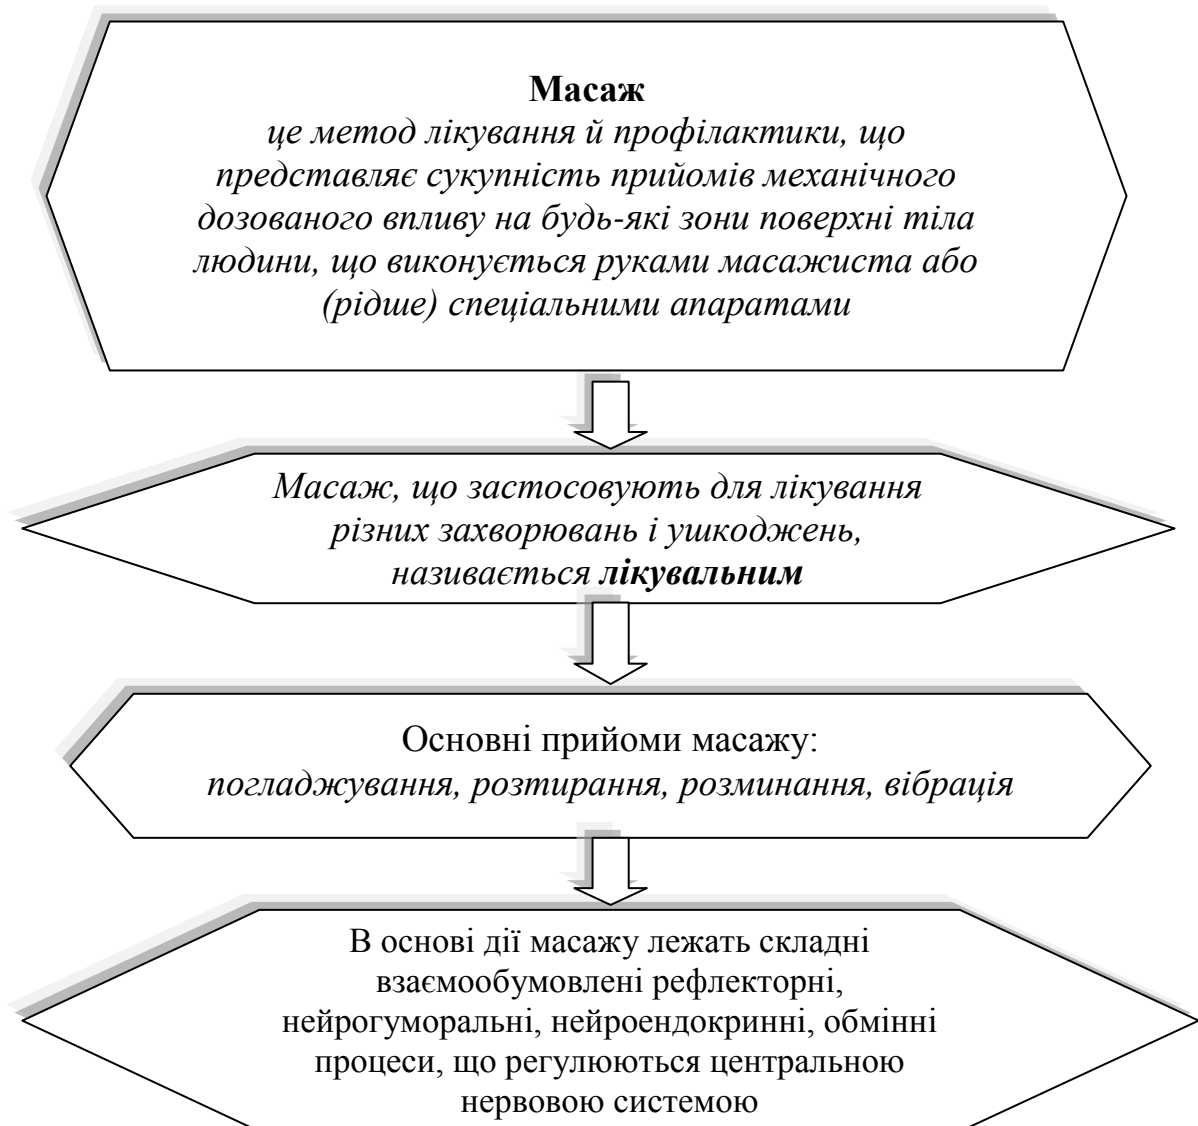 Масаж
це метод лікування й профілактики, що
представляє сукупність прийомів механічного
дозованого впливу на будь-які зони поверхні тіла
людини, що виконується руками масажиста або
(рідше) спеціальними апаратами
Масаж, що застосовують для лікування
різних захворювань і ушкоджень,
називається лікувальним
Основні прийоми масажу:
погладжування, розтирання, розминання, вібрація
В основі дії масажу лежать складні
взаємообумовлені рефлекторні,
нейрогуморальні, нейроендокринні, обмінні
процеси, що регулюються центральною
нервовою системою